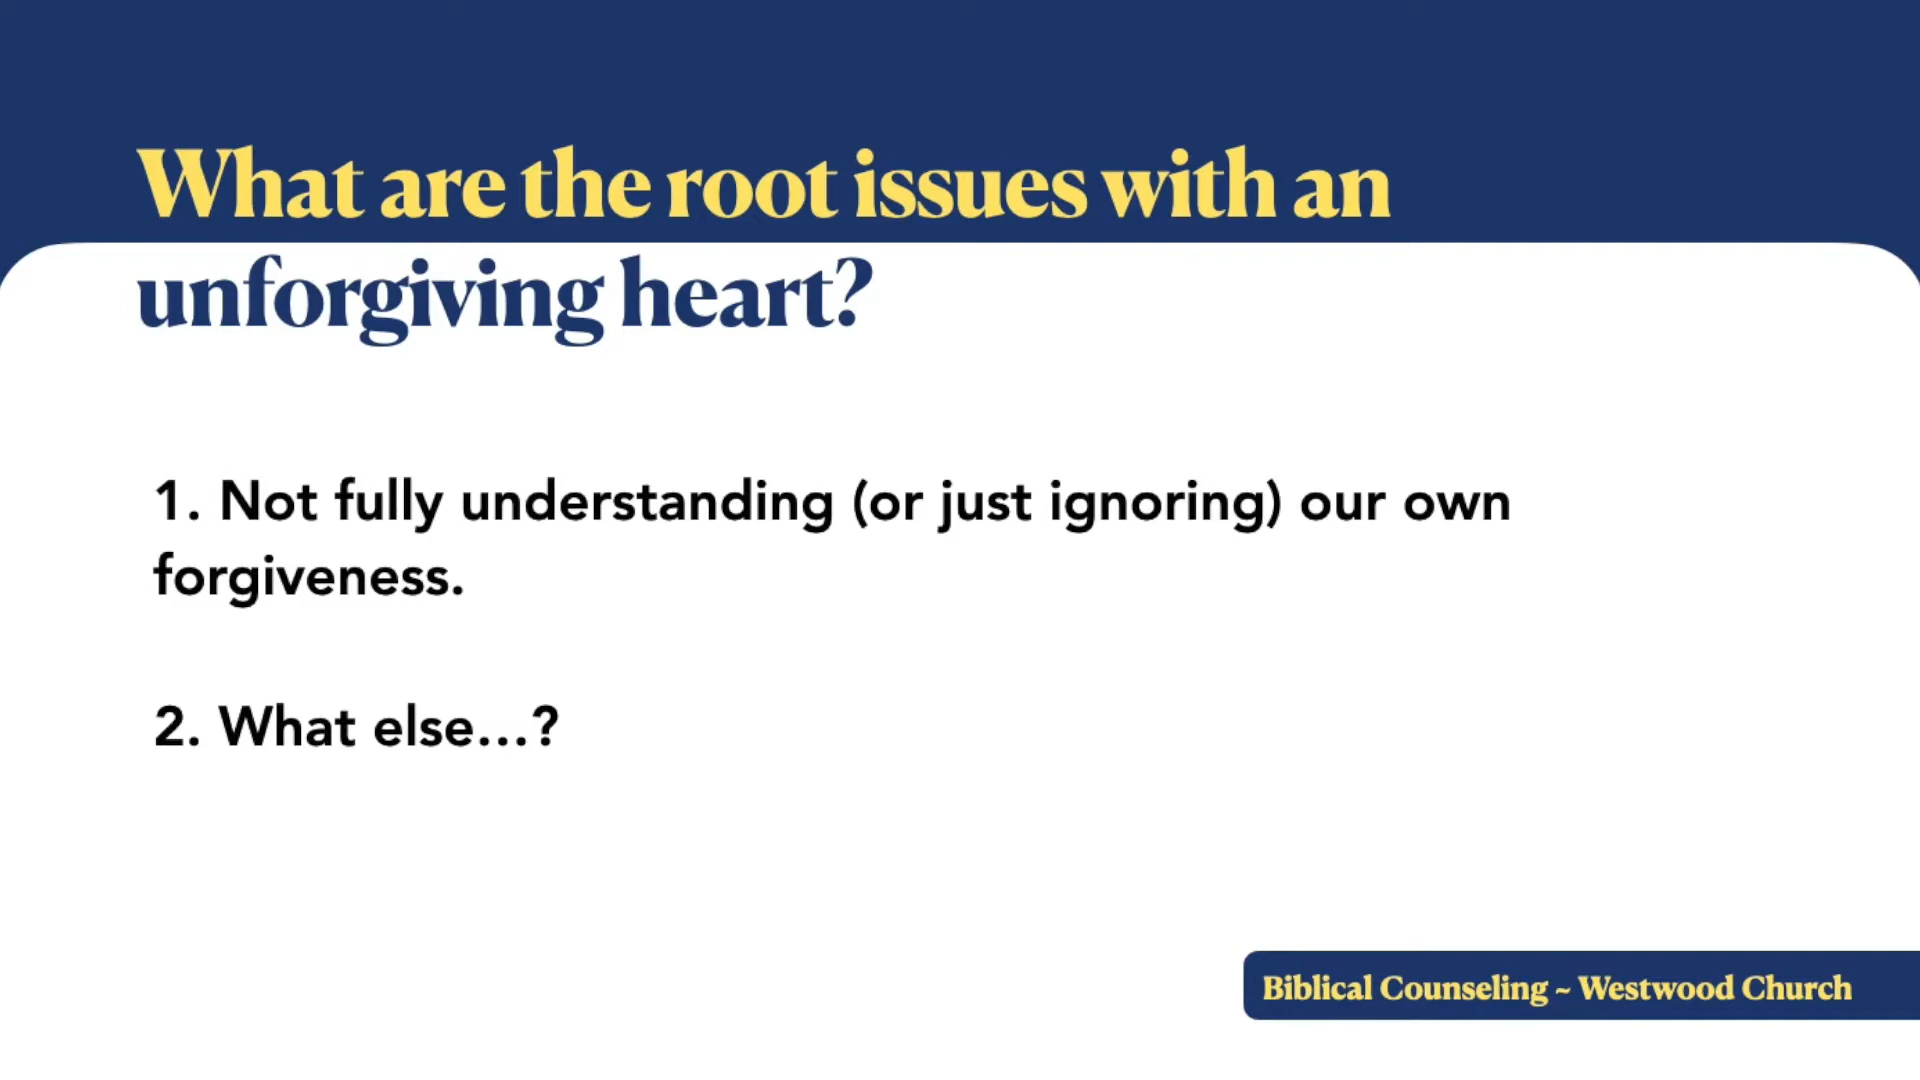 What are the root issues with an
unforgiving heart?
1. Not fully understanding (or just ignoring) our own
forgiveness.
2. What else...?
Biblical Counseling ~ Westwood Church